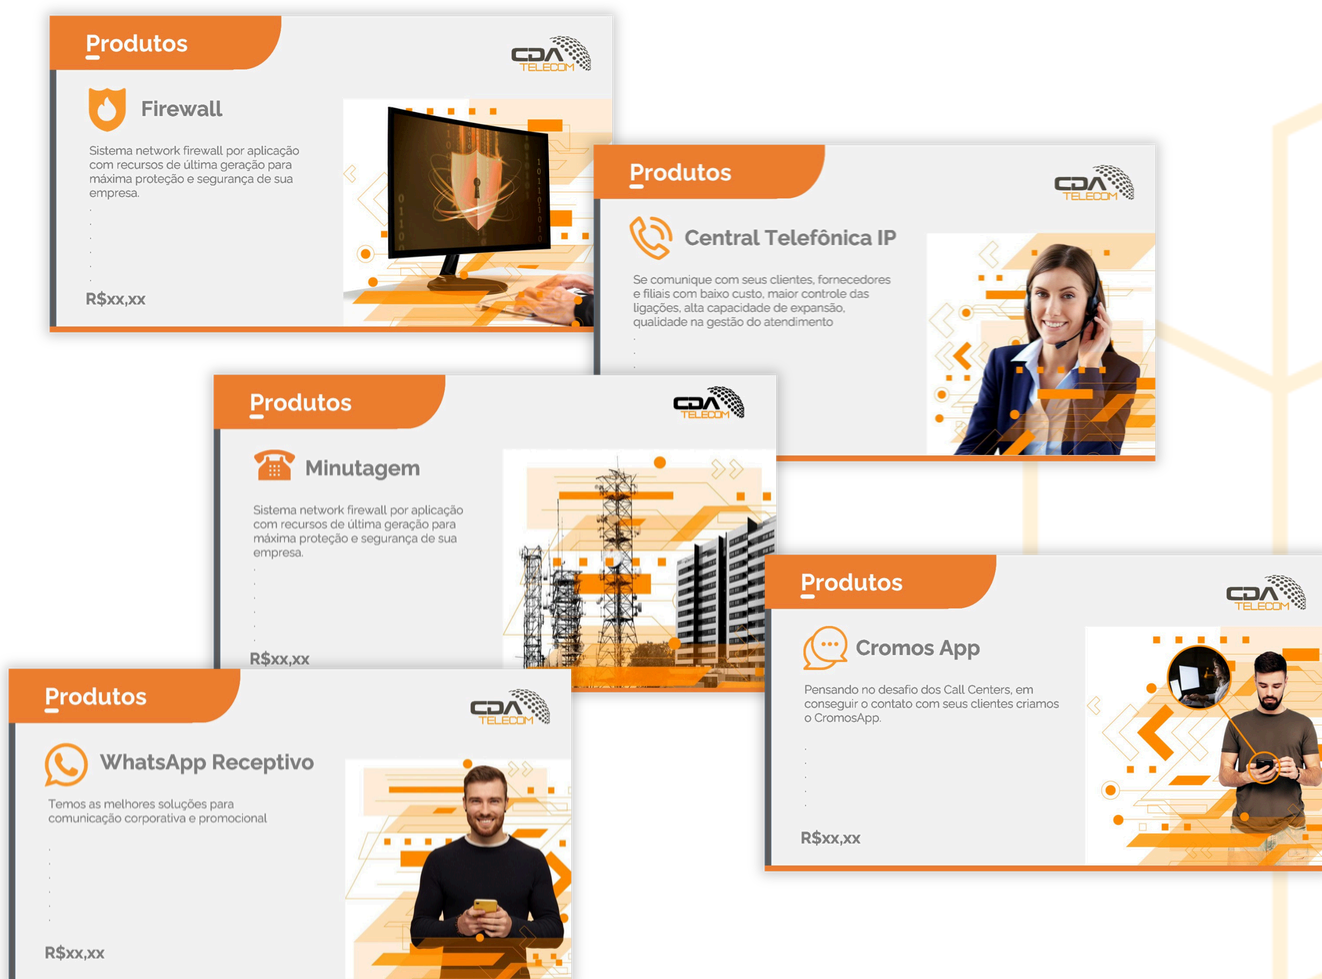 Produtos
CDA
TELECOM
Firewall
Sistema network firewall por aplicação
com recursos de última geração para
máxima proteção e segurança de sua
empresa.
R$xx,xx
Produtos
CDA
TELECOM
Central Telefônica IP
Se comunique com seus clientes, fornecedores
e filiais com baixo custo, maior controle das
ligações, alta capacidade de expansão,
qualidade na gestão do atendimento
Produtos
CDA
TELECOM
Minutagem
Sistema network firewall por aplicação
com recursos de última geração para
máxima proteção e segurança de sua
empresa.
R$xx,xx
Produtos
CDA
TELECOM
Cromos App
Pensando no desafio dos Call Centers, em
conseguir o contato com seus clientes criamos
o CromosApp.
R$xx,xx
Produtos
CDA
TELECOM
WhatsApp Receptivo
Temos as melhores soluções para
comunicação corporativa e promocional
R$xx,xx